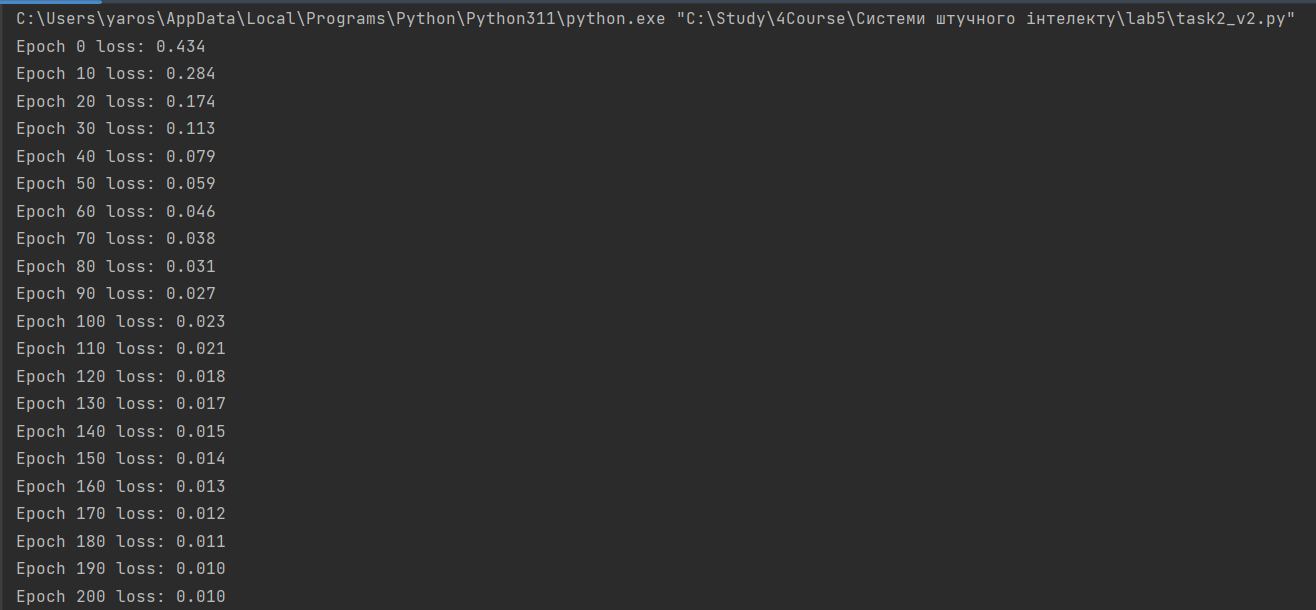 C:\Users\yaros\AppData\Local\Programs\Python\Python311\python.exe "C:\Study\4Course\Системи штучного інтелекту\lab5\task2_v2.py"
Epoch 0 loss: 0.434
Epoch 10 loss: 0.284
Epoch 20 loss: 0.174
Epoch 30 loss: 0.113
Epoch 40 loss: 0.079
Epoch 50 loss: 0.059
Epoch 60 loss: 0.046
Epoch 70 loss: 0.038
Epoch 80 loss: 0.031
Epoch 90 loss: 0.027
Epoch 100 loss: 0.023
Epoch 110 loss: 0.021
Epoch 120 loss: 0.018
Epoch 130 loss: 0.017
Epoch 140 loss: 0.015
Epoch 150 loss: 0.014
Epoch 160 loss: 0.013
Epoch 170 loss: 0.012
Epoch 180 loss: 0.011
Epoch 190 loss: 0.010
Epoch 200 loss: 0.010